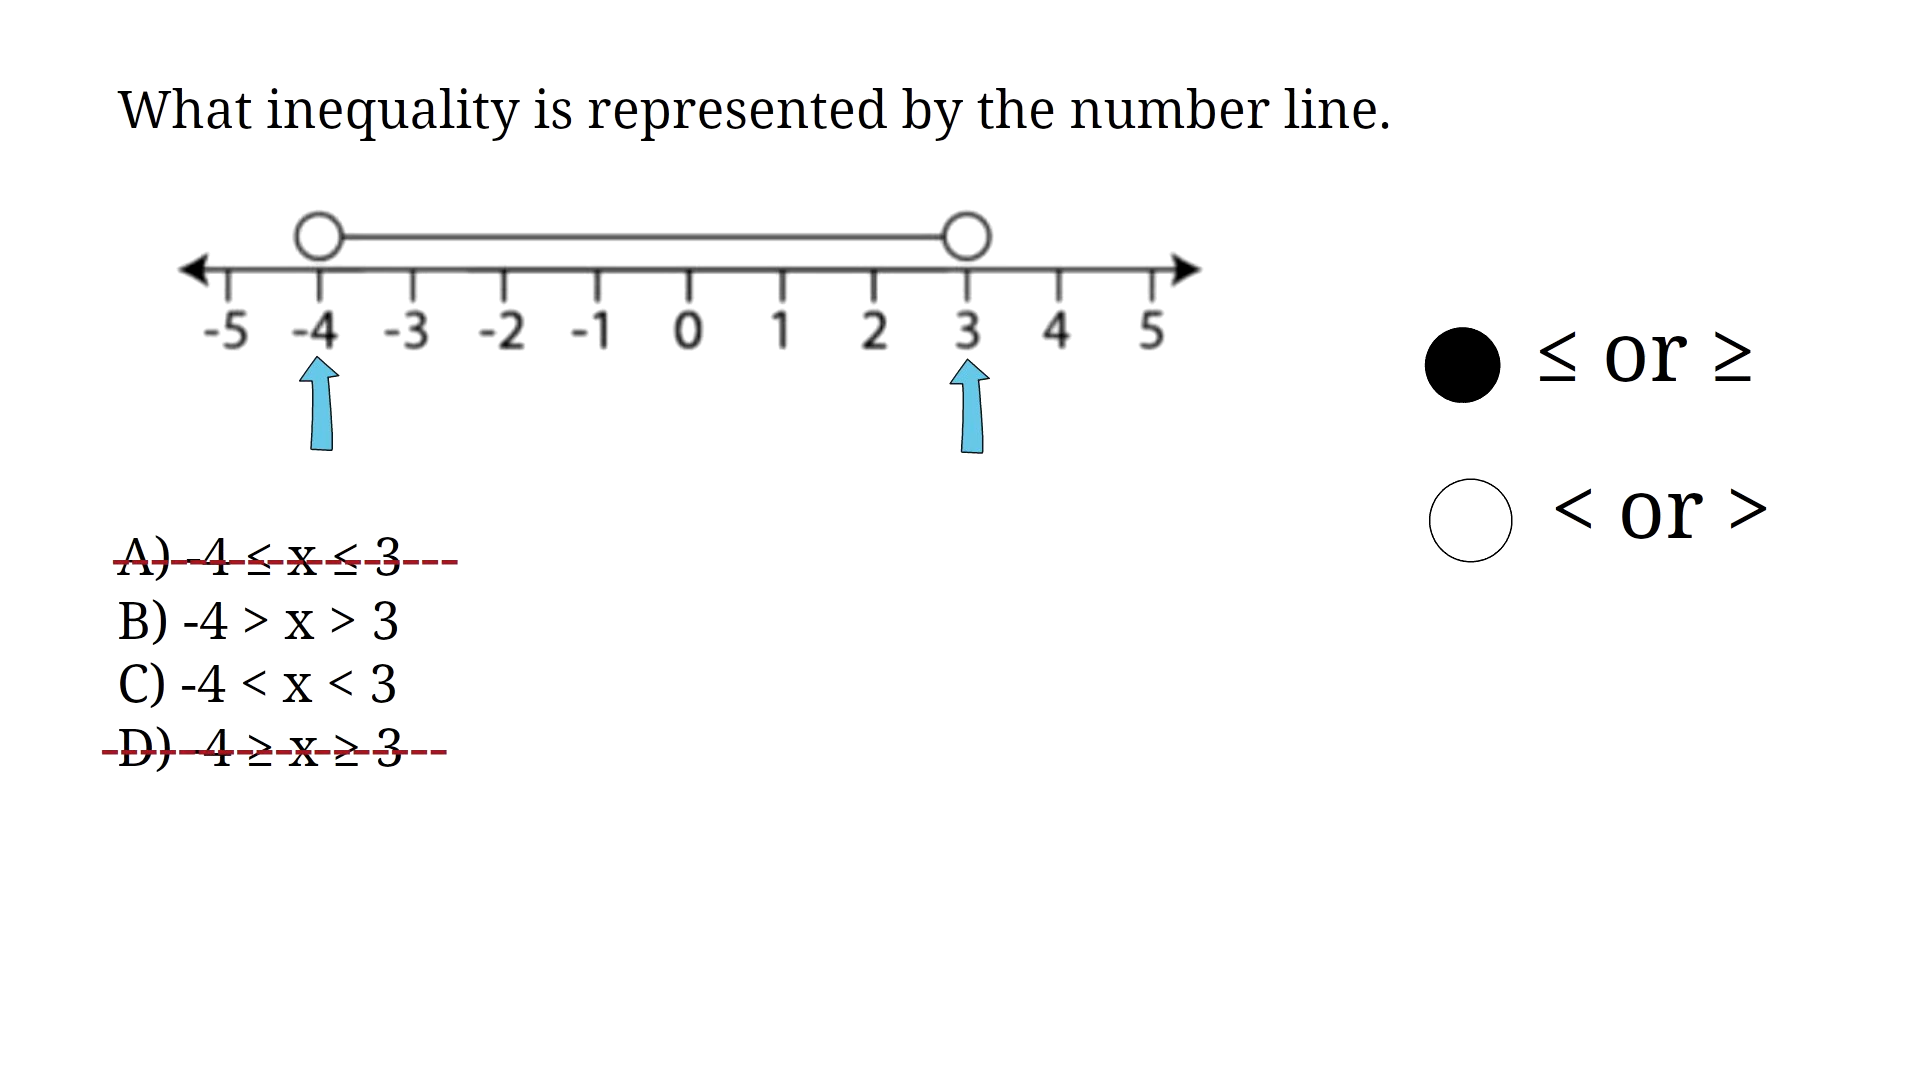 What inequality is represented by the number line.
-5 -4 -3 -2 -1 0 1 2 3 4 5
≤ or ≥
< or >
A) -4 ≤ x ≤ 3
B) -4 > x > 3
C) -4 < x < 3
D) -4 ≥ x ≥ 3